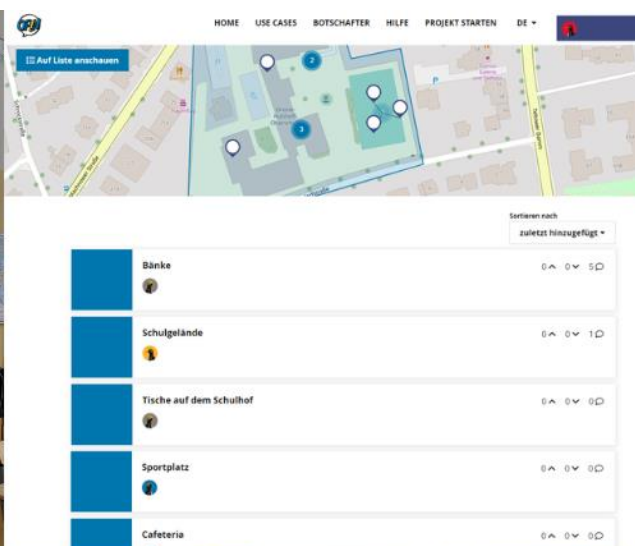 HOME USE CASES BOTSCHAFTER HILFE PROJEKT STARTEN DE
Auf Liste anschauen
2
P
3
Sortieren nach
zuletzt hinzugefügt
Bänke
0 0 5
Schulgelände
0 0 1
Tische auf dem Schulhof
0 0 0
Sportplatz
0 0 0
Cafeteria
0 0 0